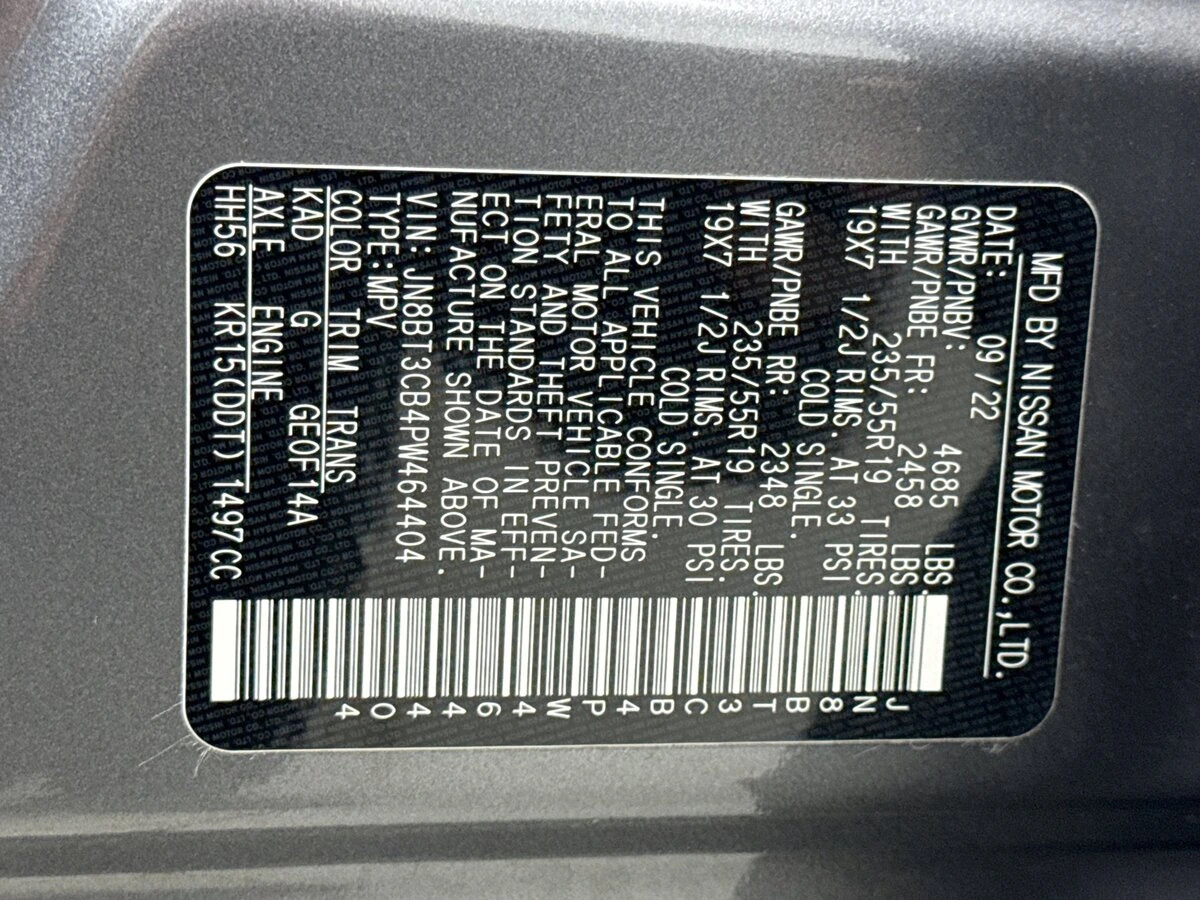 MFD BY NISSAN MOTOR CO.,LTD.
DATE: 09/22
GVWR/PNBV: 4685 LBS.
GAWR/PNBE FR: 2458 LBS.
WITH 235/55R19 TIRES.
19X7 1/2J RIMS. AT 33 PSI
COLD SINGLE.
GAWR/PNBE RR: 2348 LBS.
WITH 235/55R19 TIRES.
19X7 1/2J RIMS. AT 30 PSI
COLD SINGLE.
THIS VEHICLE CONFORMS
TO ALL APPLICABLE FED-
ERAL MOTOR VEHICLE SA-
FETY AND THEFT PREVEN-
TION STANDARDS IN EFF-
ECT ON THE DATE OF MA-
NUFACTURE SHOWN ABOVE.
VIN: JN8BT3CB4PW464404
TYPE:MPV
COLOR TRIM TRANS
KAD G GE0F14A
AXLE ENGINE
HH56 KR15(DDT)1497CC
JN8BT3CB4PW464404